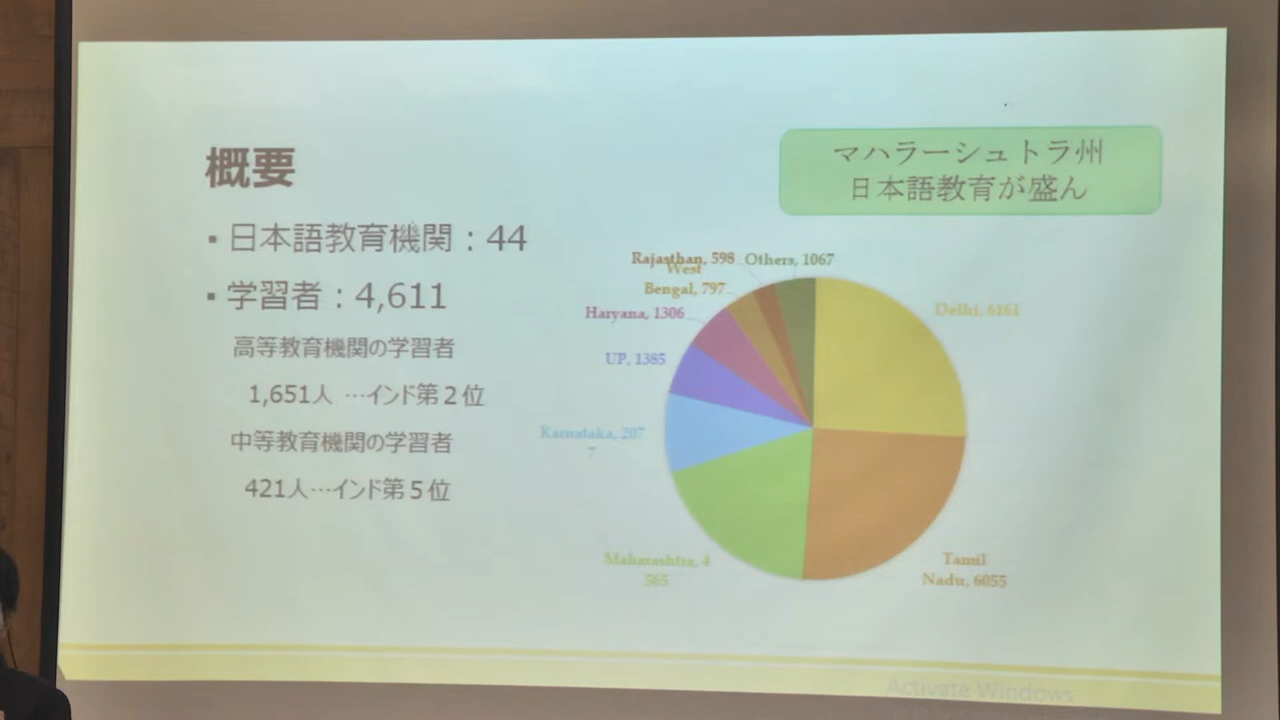 概要
マハラーシュトラ州
日本語教育が盛ん
▪ 日本語教育機関：44
▪ 学習者：4,611
高等教育機関の学習者
1,651人 …インド第２位
中等教育機関の学習者
421人…インド第５位
Rajasthan, 598
Others, 1067
West
Bengal, 797
Haryana, 1306
Delhi, 6161
UP, 1385
Karnataka, 207
7
Maharashtra, 4
565
Tamil
Nadu, 6055
Activate Windows